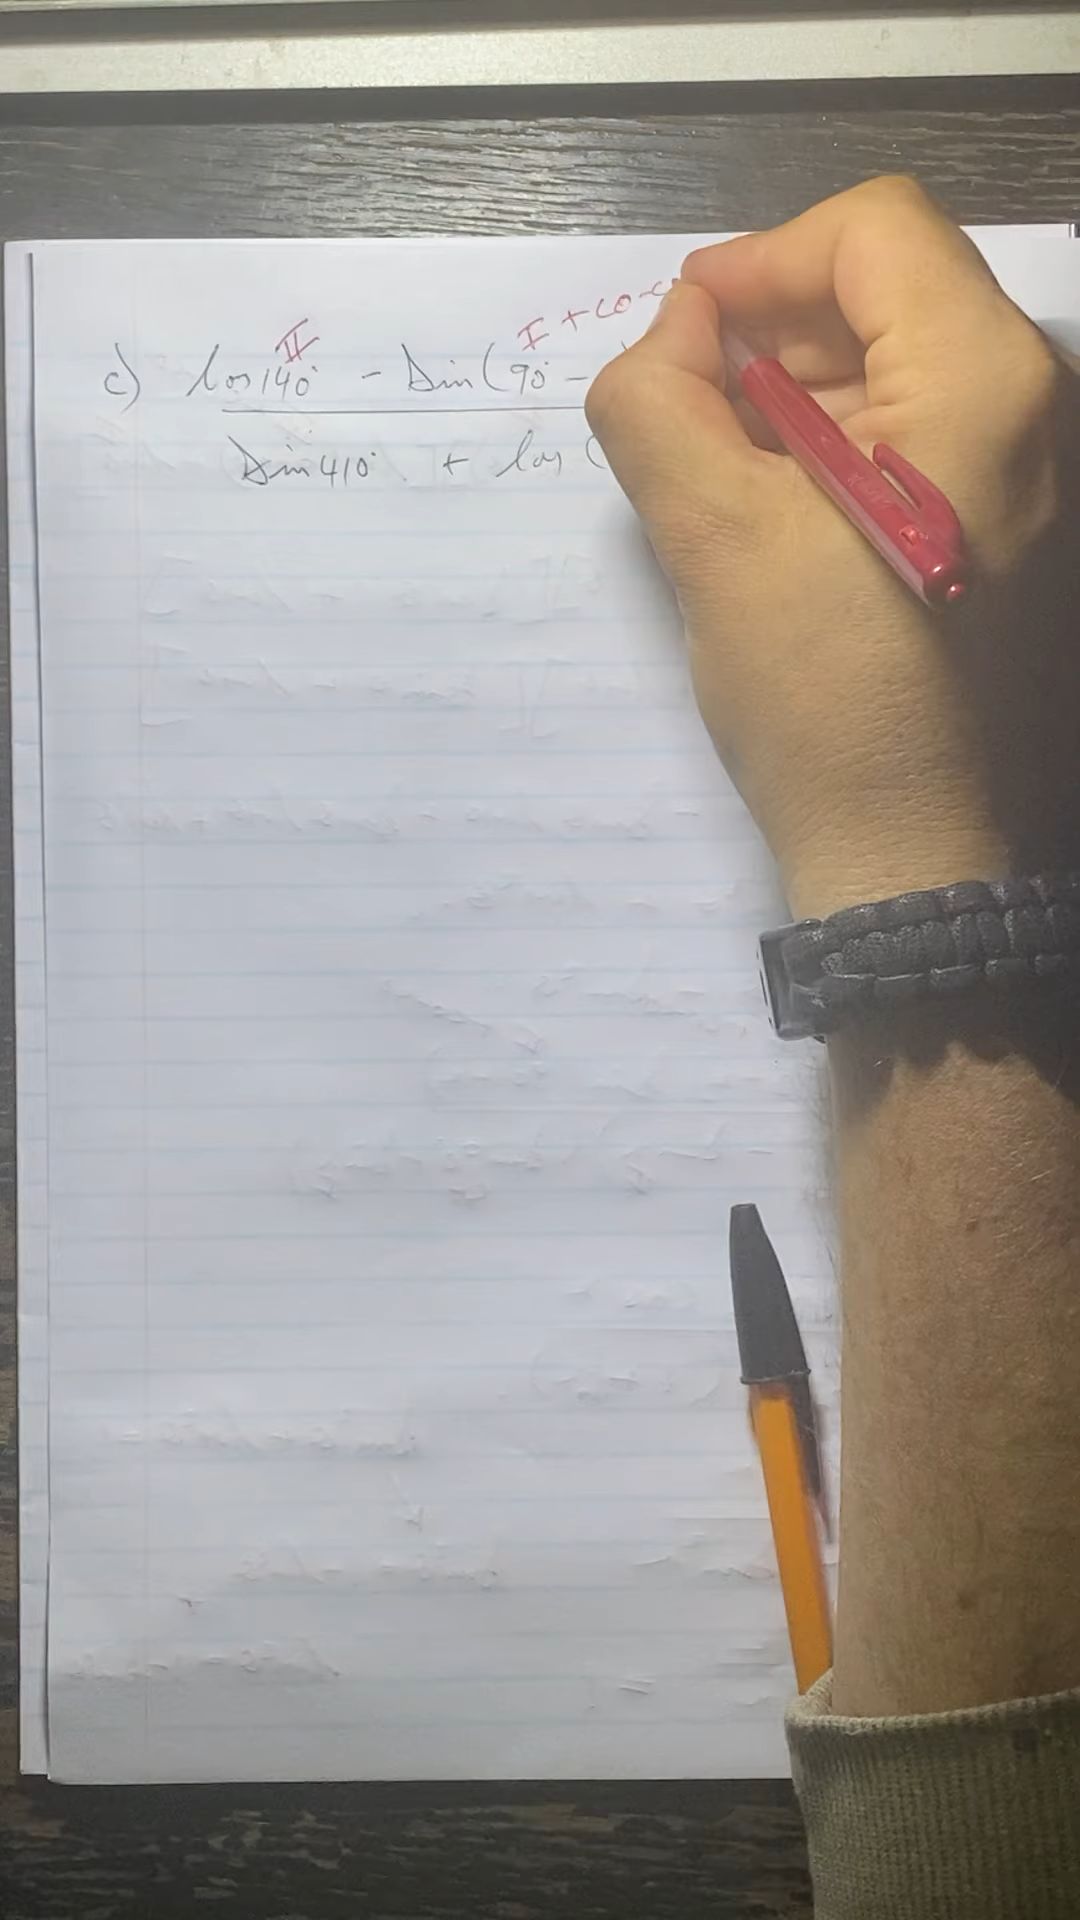 II I + co-c
c) Cos 140° - Sin (90° -
Sin 410° + Cos (